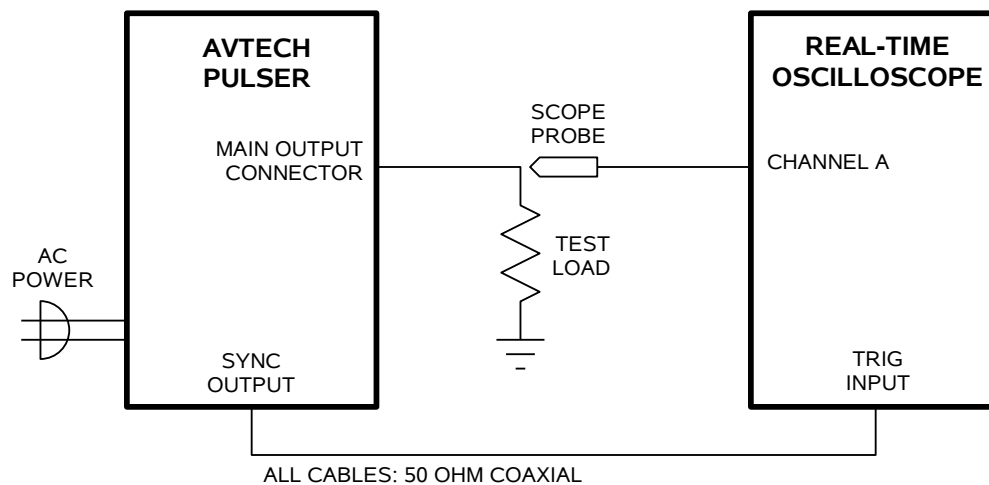 AVTECH
PULSER
REAL-TIME
OSCILLOSCOPE
SCOPE
PROBE
MAIN OUTPUT
CONNECTOR
CHANNEL A
TEST
LOAD
AC
POWER
SYNC
OUTPUT
TRIG
INPUT
ALL CABLES: 50 OHM COAXIAL